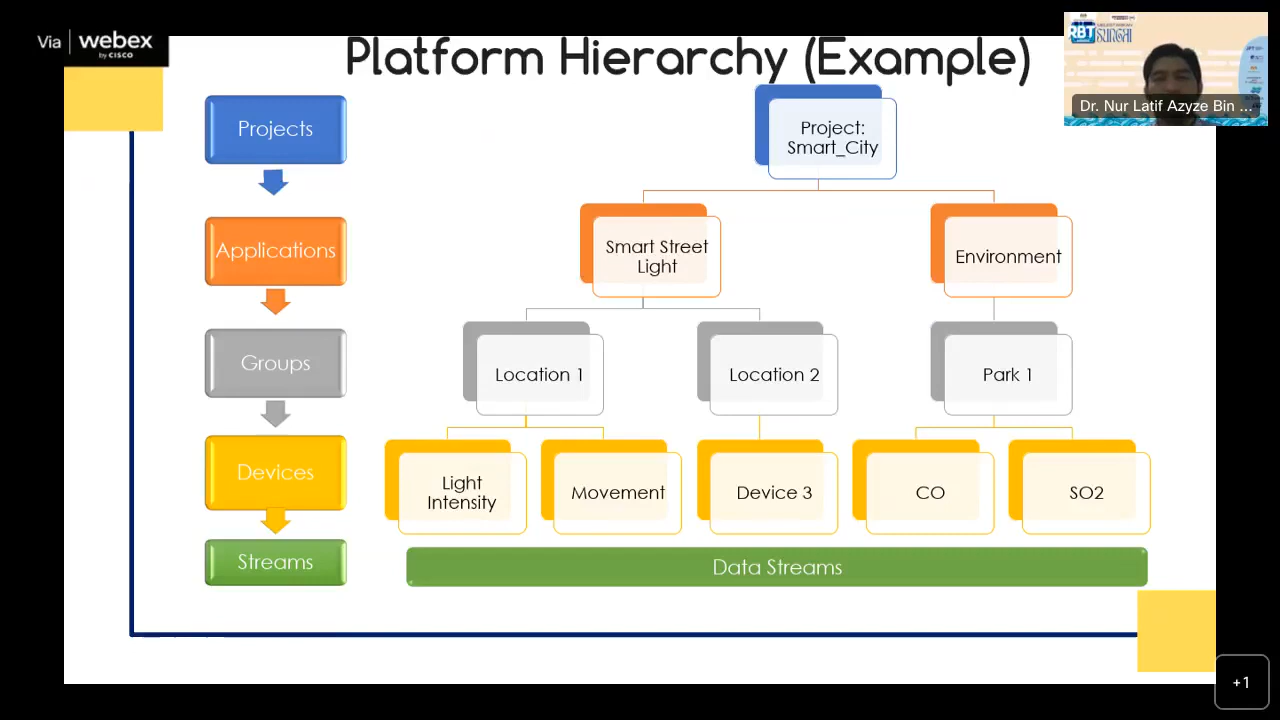 Via webex
by CISCO
Platform Hierarchy (Example)
RBT
SUNGAI
Dr. Nur Latif Azyze Bin ...
Projects
Project:
Smart_City
Applications
Smart Street
Light
Environment
Groups
Location 1
Location 2
Park 1
Devices
Light
Intensity
Movement
Device 3
CO
SO2
Streams
Data Streams
+1